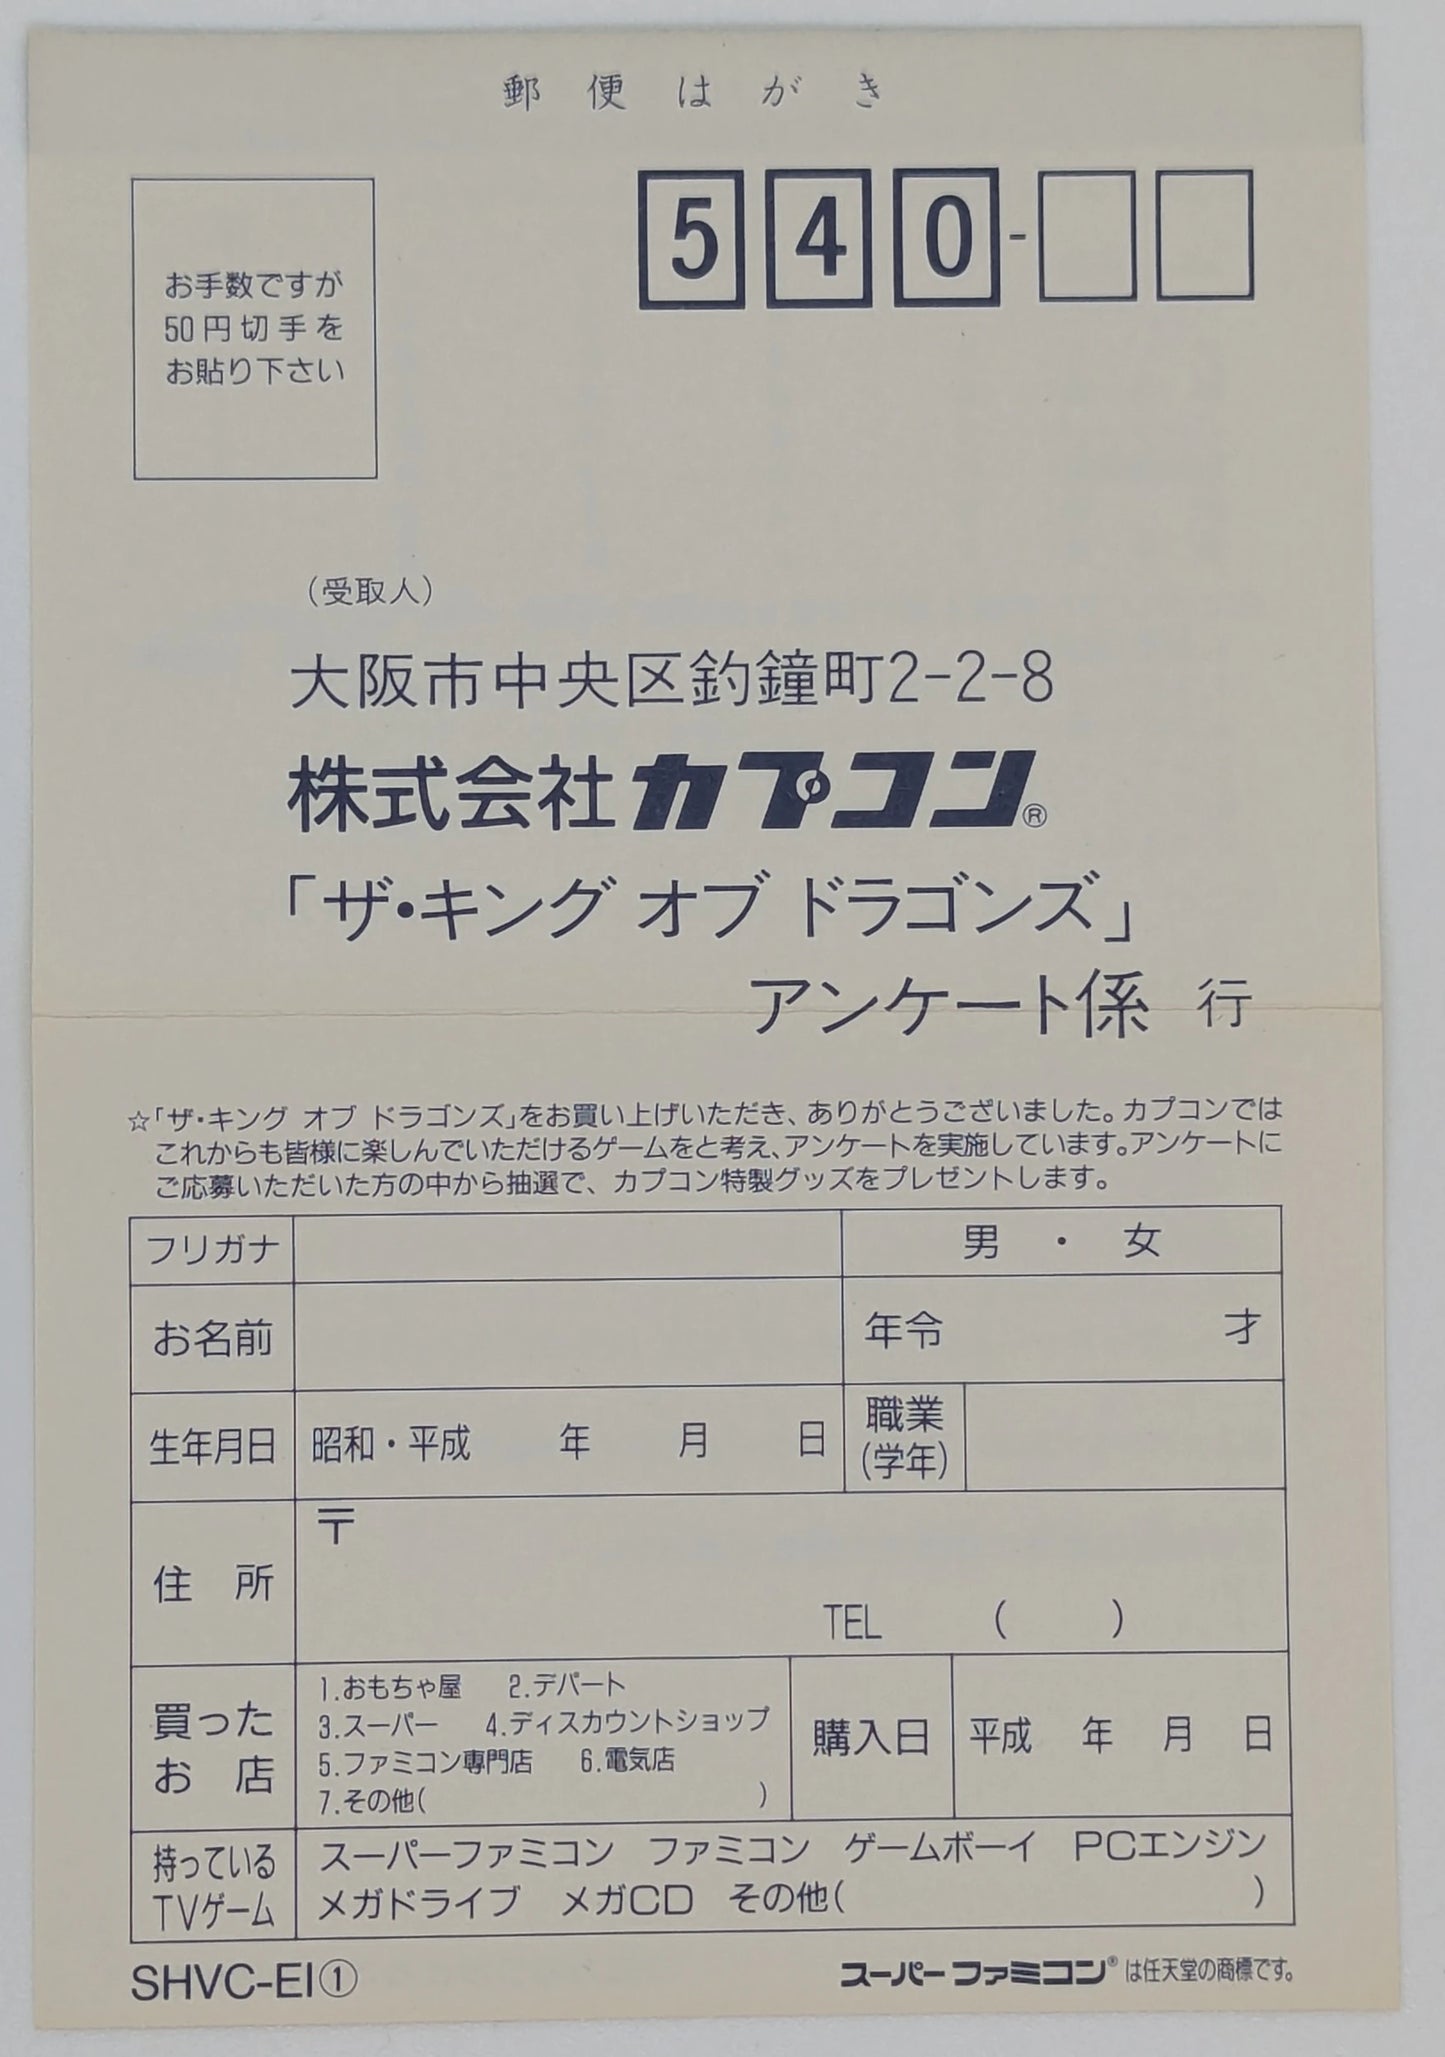 郵便はがき
540-
お手数ですが
50円切手を
お貼り下さい
(受取人)
大阪市中央区釣鐘町2-2-8
株式会社カプコン®
「ザ・キング オブ ドラゴンズ」
アンケート係 行
☆「ザ・キング オブ ドラゴンズ」をお買い上げいただき、ありがとうございました。カプコンでは
これからも皆様に楽しんでいただけるゲームをと考え、アンケートを実施しています。アンケートに
ご応募いただいた方の中から抽選で、カプコン特製グッズをプレゼントします。
フリガナ 男 ・ 女
お名前 年令 才
生年月日 昭和・平成 年 月 日 職業
(学年)
住 所 〒
TEL ( )
買った
お 店
1.おもちゃ屋 2.デパート
3.スーパー 4.ディスカウントショップ
5.ファミコン専門店 6.電気店
7.その他( )
購入日 平成 年 月 日
持っている
TVゲーム
スーパーファミコン ファミコン ゲームボーイ PCエンジン
メガドライブ メガCD その他( )
SHVC-EI①
スーパーファミコン®は任天堂の商標です。